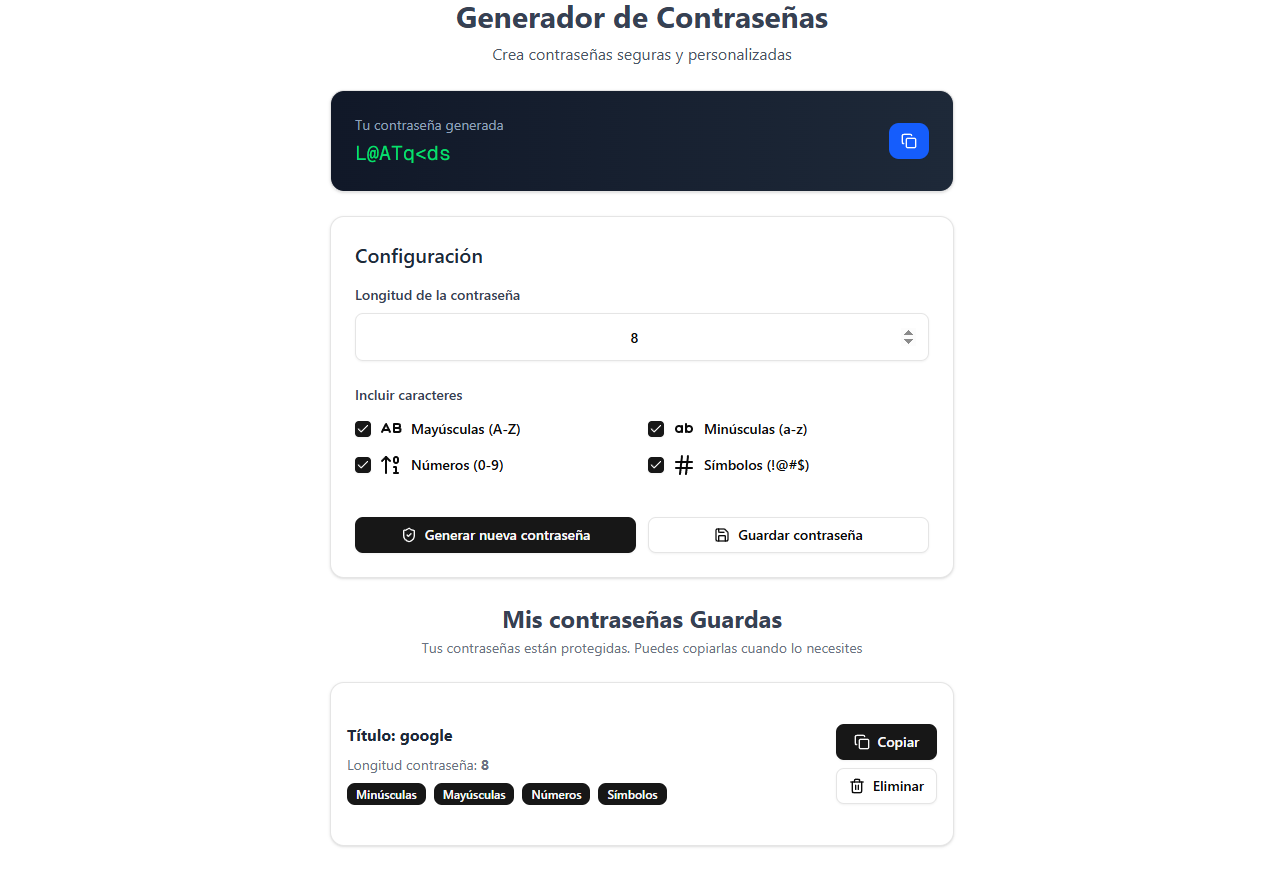 Generador de Contraseñas
Crea contraseñas seguras y personalizadas
Tu contraseña generada
L@ATq<ds
Configuración
Longitud de la contraseña
8
Incluir caracteres
AB Mayúsculas (A-Z)
ab Minúsculas (a-z)
Números (0-9)
Símbolos (!@#$)
Generar nueva contraseña
Guardar contraseña
Mis contraseñas Guardas
Tus contraseñas están protegidas. Puedes copiarlas cuando lo necesites
Título: google
Longitud contraseña: 8
Minúsculas Mayúsculas Números Símbolos
Copiar
Eliminar